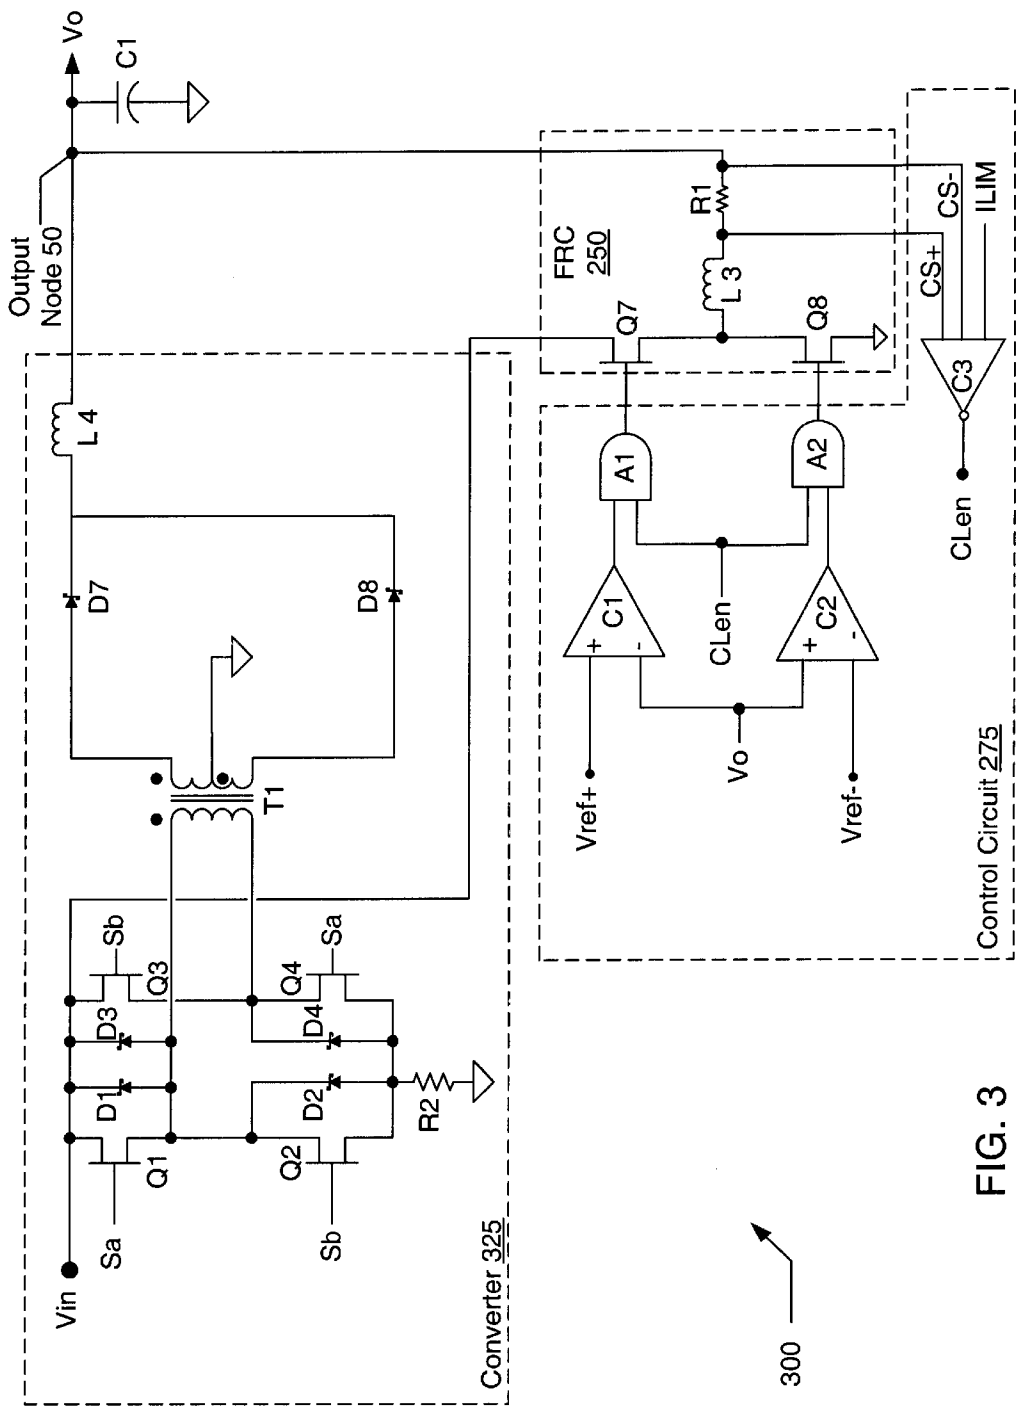 Output
Node 50
Vo
C1
L 4
D7
D8
T1
Sb
Q3
D3
D1
Q1
Sa
Vin
Sa
Q4
D4
D2
Q2
Sb
R2
Converter 325
FRC
250
Q7
L 3
R1
Q8
CS+
CS-
ILIM
C3
CLen
A1
A2
C1
+
-
C2
+
-
CLen
Vo
Vref+
Vref-
Control Circuit 275
300
FIG. 3